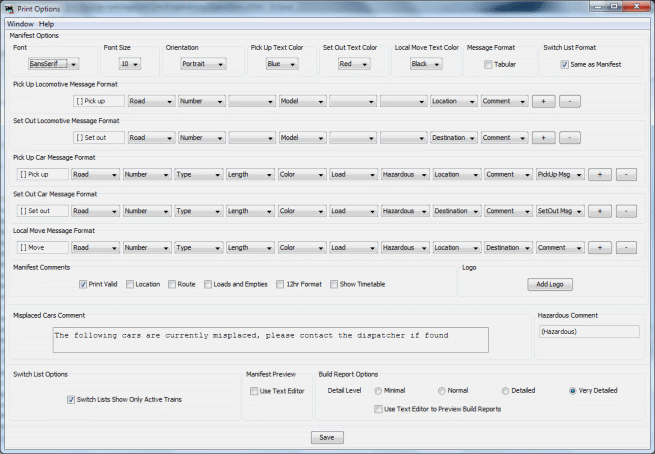 Print Options
Window Help
Manifest Options
Font
Font Size
Orientation
Pick Up Text Color
Set Out Text Color
Local Move Text Color
Message Format
Switch List Format
SansSerif
10
Portrait
Blue
Red
Black
Tabular
Same as Manifest
Pick Up Locomotive Message Format
[ ] Pick up Road Number Model Location Comment + -
Set Out Locomotive Message Format
[ ] Set out Road Number Model Destination Comment + -
Pick Up Car Message Format
[ ] Pick up Road Number Type Length Color Load Hazardous Location Comment PickUp Msg + -
Set Out Car Message Format
[ ] Set out Road Number Type Length Color Load Hazardous Destination Comment SetOut Msg + -
Local Move Message Format
[ ] Move Road Number Type Length Color Load Hazardous Location Destination Comment + -
Manifest Comments
Print Valid Location Route Loads and Empties 12hr Format Show Timetable
Logo
Add Logo
Misplaced Cars Comment
The following cars are currently misplaced, please contact the dispatcher if found
Hazardous Comment
(Hazardous)
Switch List Options
Switch Lists Show Only Active Trains
Manifest Preview
Use Text Editor
Build Report Options
Detail Level Minimal Normal Detailed Very Detailed
Use Text Editor to Preview Build Reports
Save